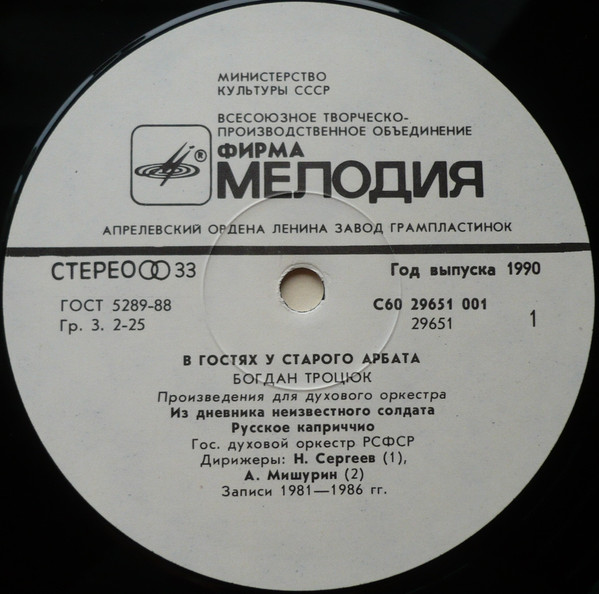 МИНИСТЕРСТВО
КУЛЬТУРЫ СССР
ВСЕСОЮЗНОЕ ТВОРЧЕСКО-
ПРОИЗВОДСТВЕННОЕ ОБЪЕДИНЕНИЕ
®
ФИРМА
МЕЛОДИЯ
АПРЕЛЕВСКИЙ ОРДЕНА ЛЕНИНА ЗАВОД ГРАМПЛАСТИНОК
СТЕРЕО 33
Год выпуска 1990
ГОСТ 5289-88
Гр. 3. 2-25
С60 29651 001
29651
1
В ГОСТЯХ У СТАРОГО АРБАТА
БОГДАН ТРОЦЮК
Произведения для духового оркестра
Из дневника неизвестного солдата
Русское каприччио
Гос. духовой оркестр РСФСР
Дирижеры: Н. Сергеев (1),
А. Мишурин (2)
Записи 1981—1986 гг.